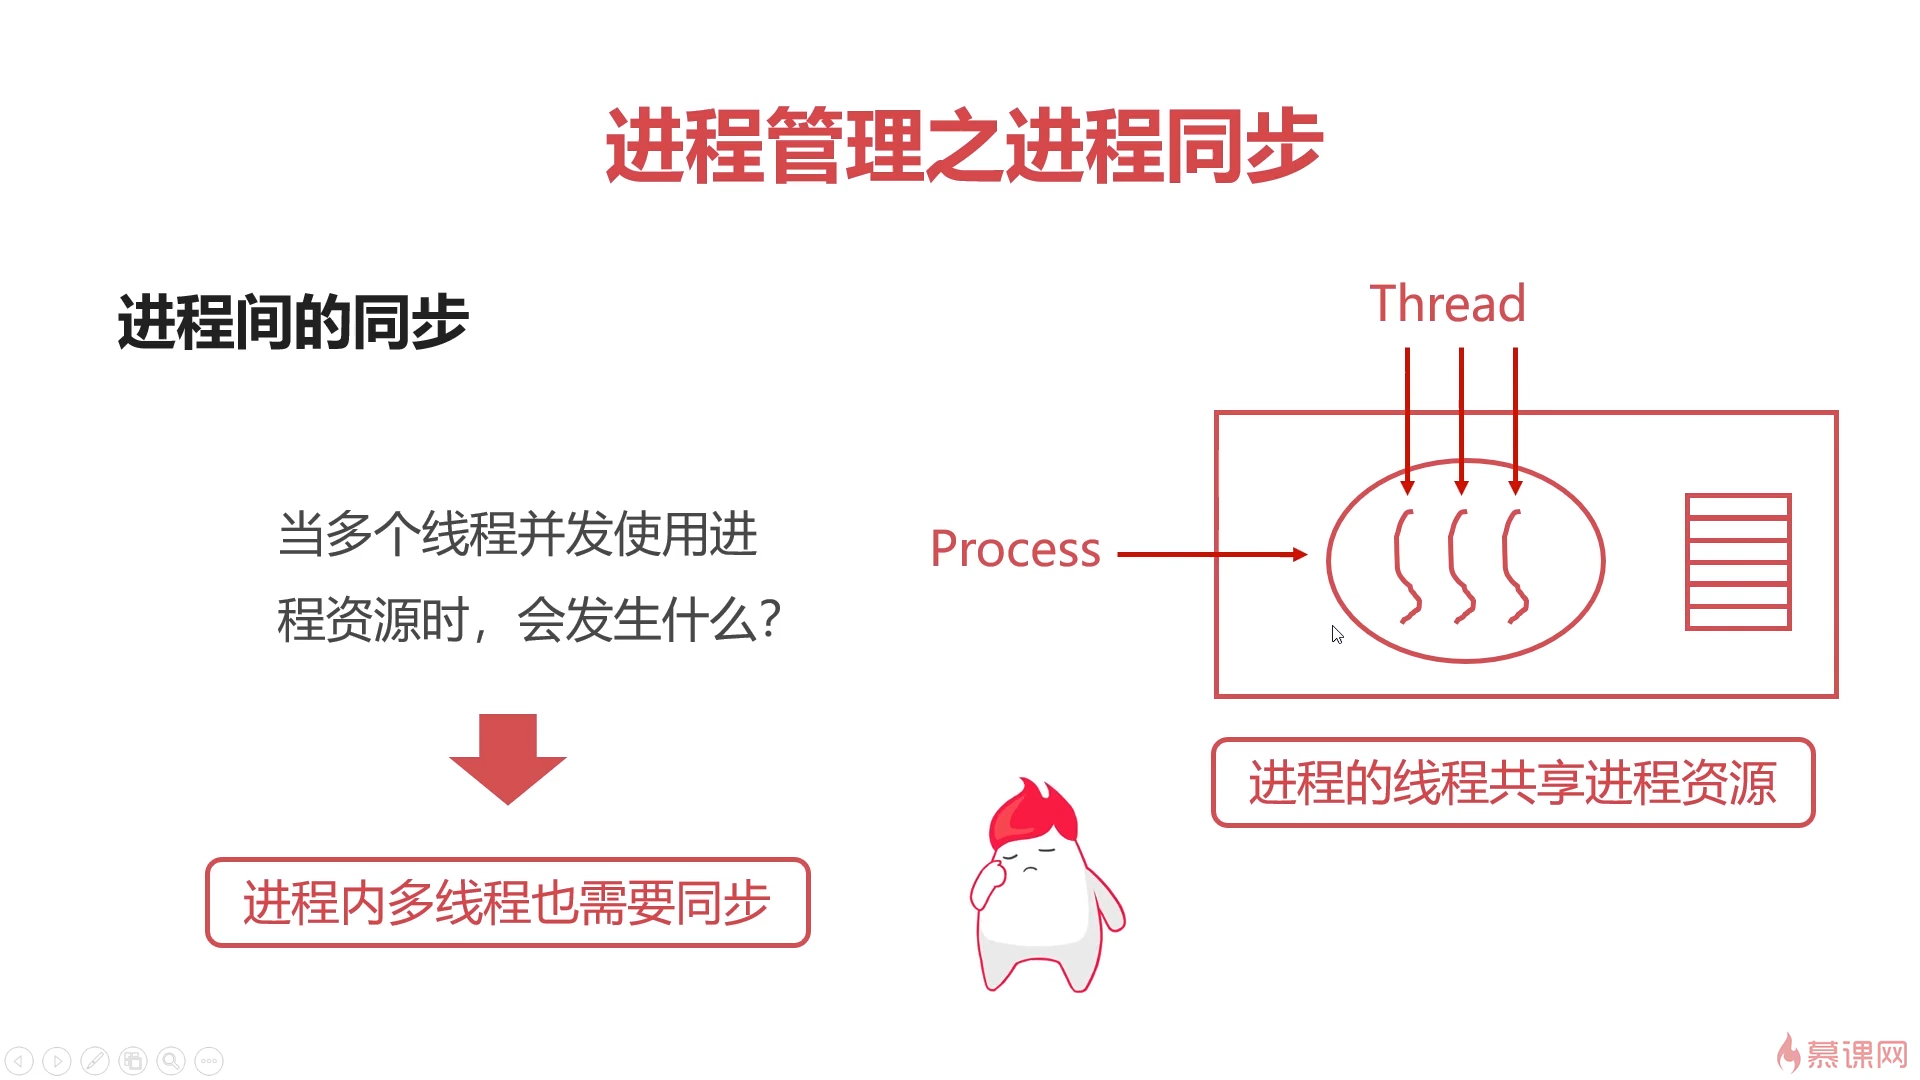 进程管理之进程同步
进程间的同步
当多个线程并发使用进
程资源时，会发生什么？
进程内多线程也需要同步
Thread
Process
进程的线程共享进程资源
慕课网